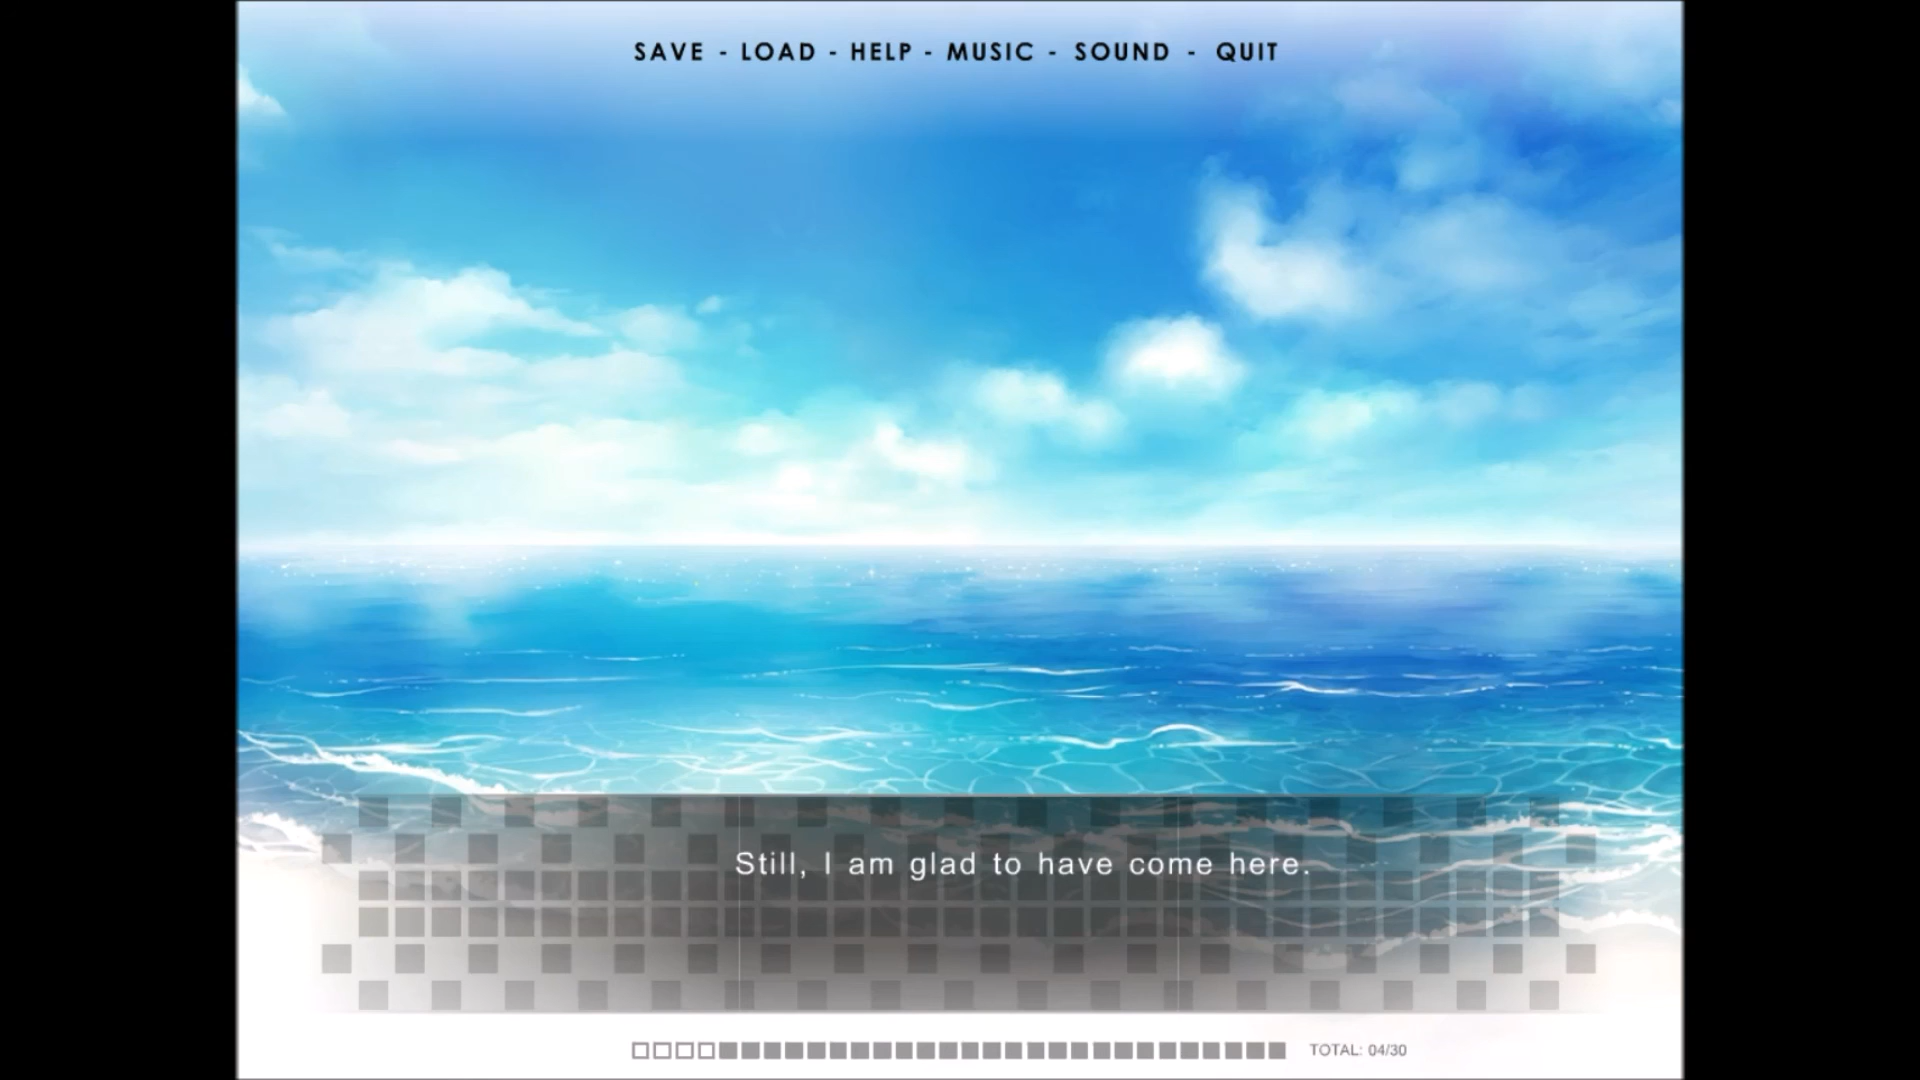 SAVE - LOAD - HELP - MUSIC - SOUND - QUIT
Still, I am glad to have come here.
TOTAL: 04/30